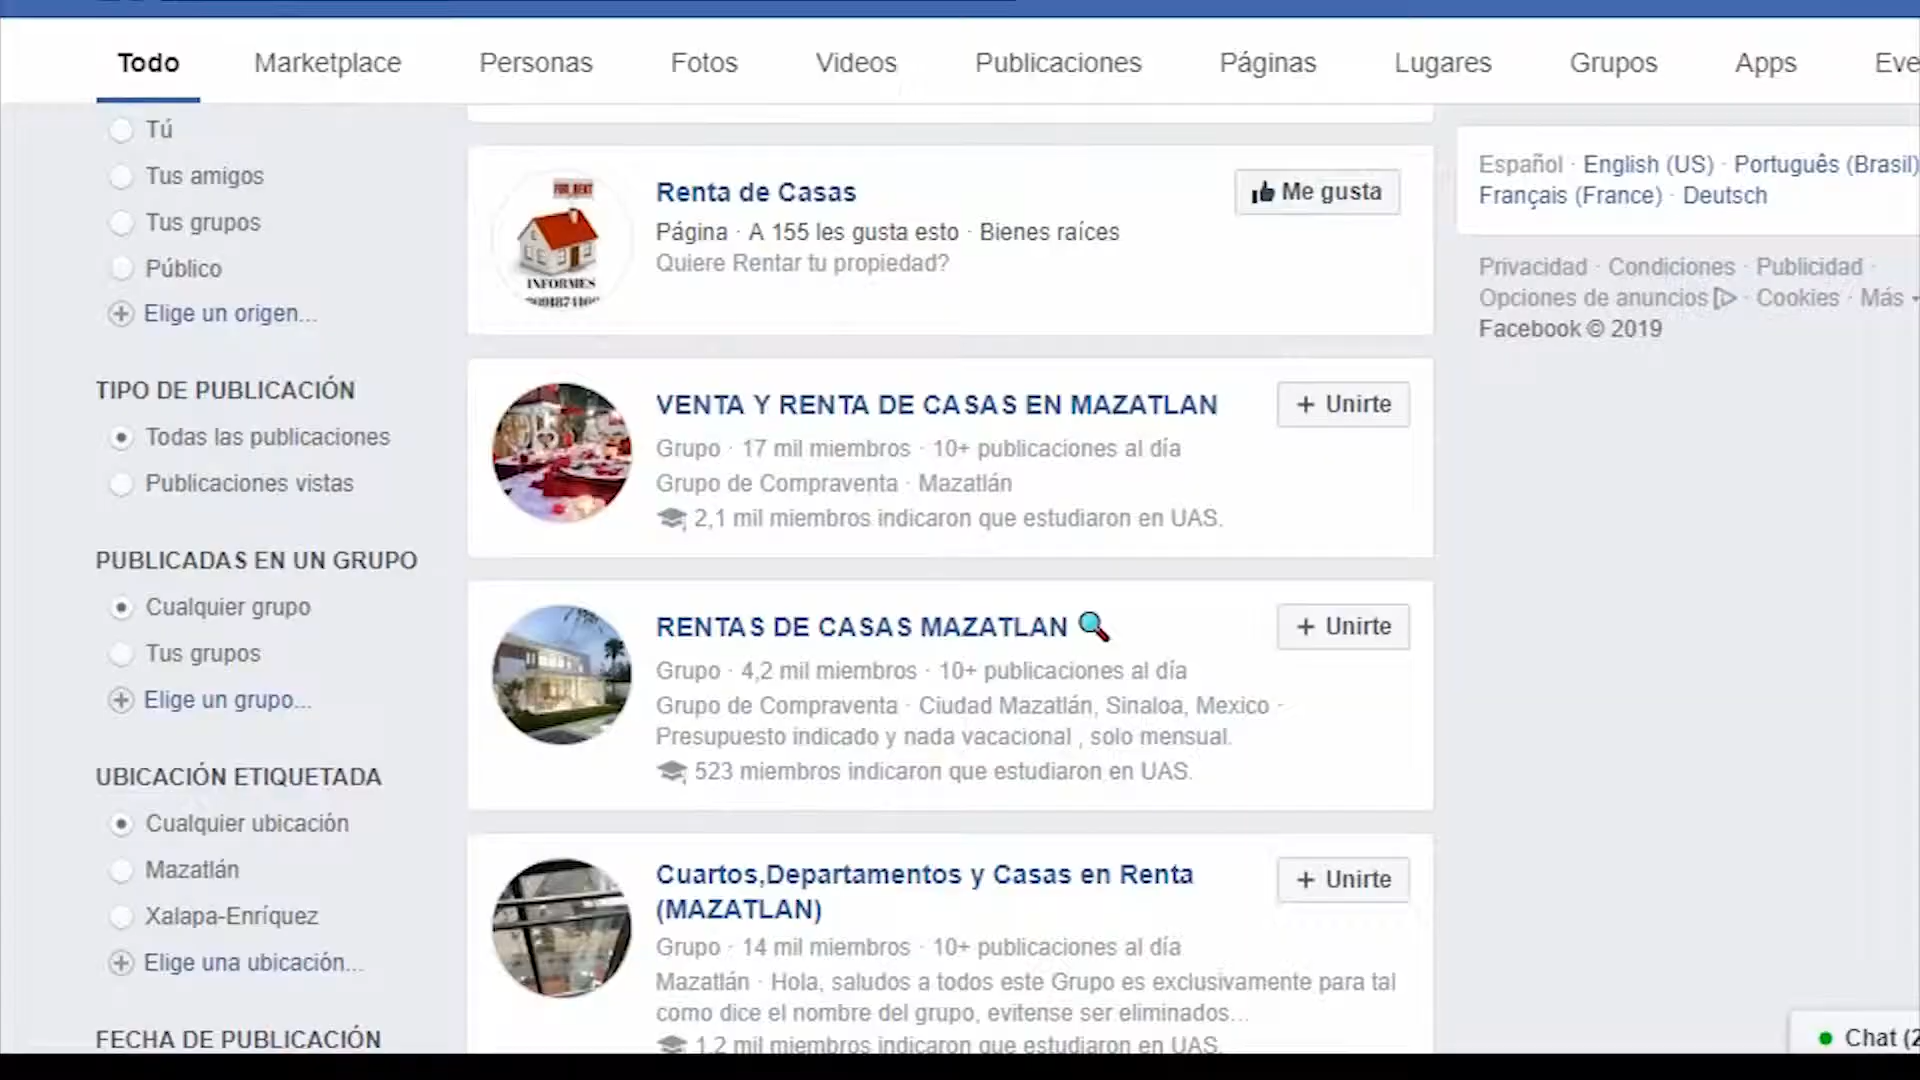 Todo
Marketplace
Personas
Fotos
Videos
Publicaciones
Páginas
Lugares
Grupos
Apps
Eve
Tú
Tus amigos
Tus grupos
Público
Elige un origen...
TIPO DE PUBLICACIÓN
Todas las publicaciones
Publicaciones vistas
PUBLICADAS EN UN GRUPO
Cualquier grupo
Tus grupos
Elige un grupo...
UBICACIÓN ETIQUETADA
Cualquier ubicación
Mazatlán
Xalapa-Enríquez
Elige una ubicación...
FECHA DE PUBLICACIÓN
FOR RENT
INFORMES
Renta de Casas
Página · A 155 les gusta esto · Bienes raíces
Quiere Rentar tu propiedad?
Me gusta
VENTA Y RENTA DE CASAS EN MAZATLAN
Grupo · 17 mil miembros · 10+ publicaciones al día
Grupo de Compraventa · Mazatlán
2,1 mil miembros indicaron que estudiaron en UAS.
+ Unirte
RENTAS DE CASAS MAZATLAN 🔍
Grupo · 4,2 mil miembros · 10+ publicaciones al día
Grupo de Compraventa · Ciudad Mazatlán, Sinaloa, Mexico ·
Presupuesto indicado y nada vacacional , solo mensual.
523 miembros indicaron que estudiaron en UAS.
+ Unirte
Cuartos,Departamentos y Casas en Renta
(MAZATLAN)
Grupo · 14 mil miembros · 10+ publicaciones al día
Mazatlán · Hola, saludos a todos este Grupo es exclusivamente para tal
como dice el nombre del grupo, evitense ser eliminados...
1,2 mil miembros indicaron que estudiaron en UAS.
+ Unirte
Español · English (US) · Português (Brasil)
Français (France) · Deutsch
Privacidad · Condiciones · Publicidad ·
Opciones de anuncios · Cookies · Más
Facebook © 2019
Chat (2